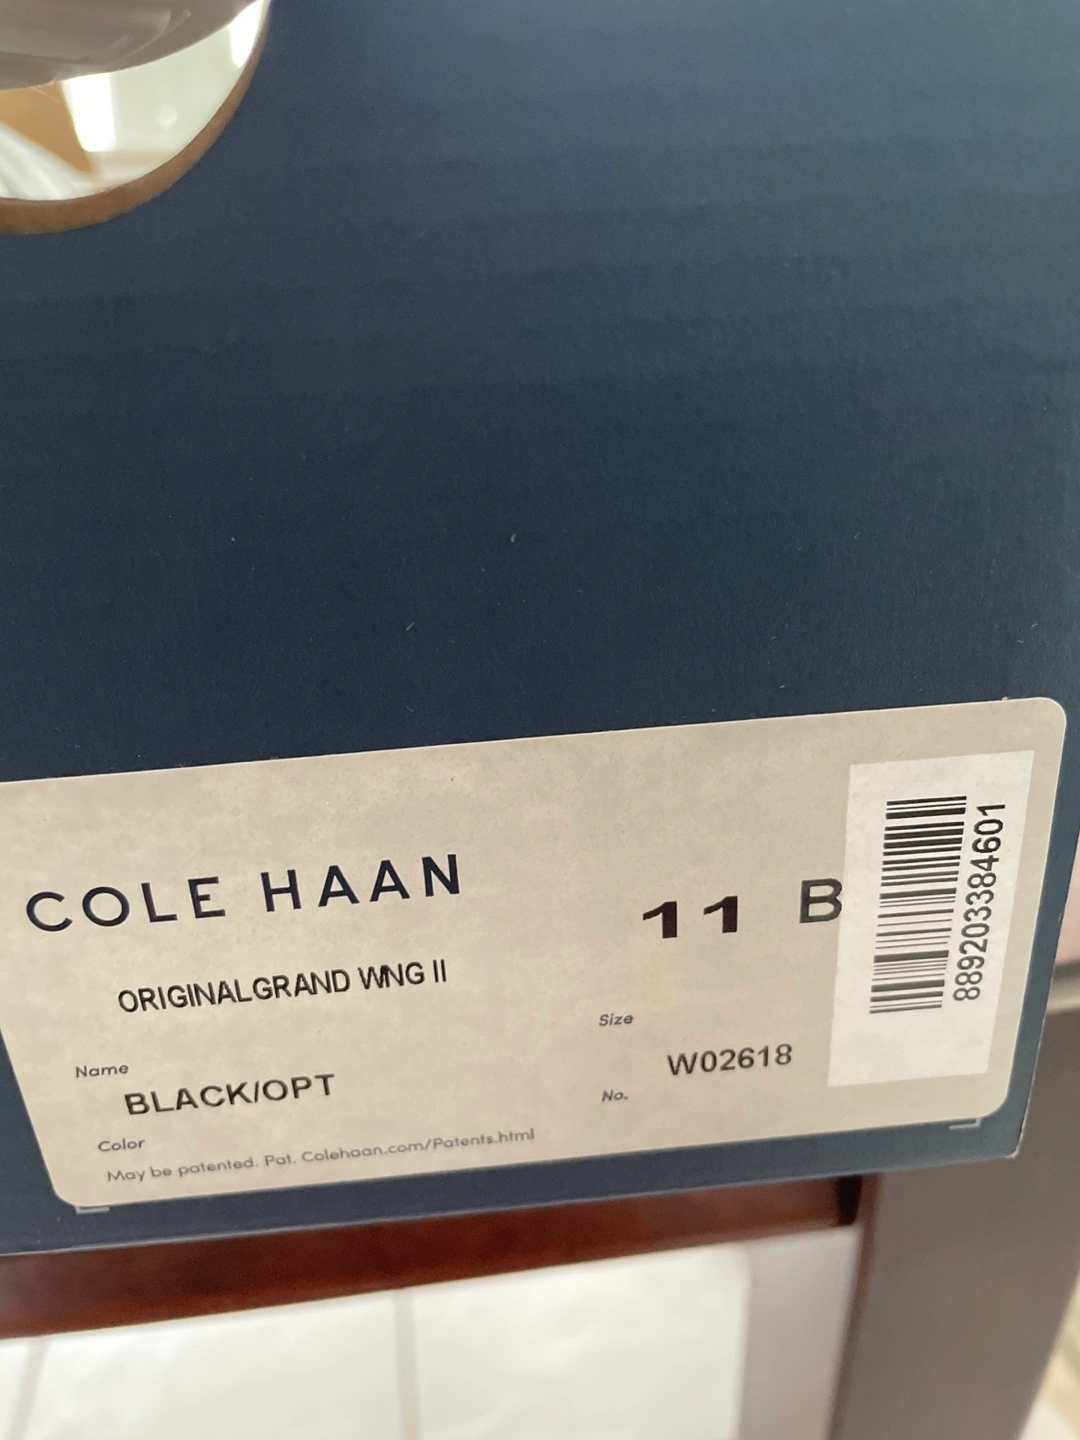 COLE HAAN
ORIGINALGRAND WNG II
Name
BLACK/OPT
Color
May be patented. Pat. Colehaan.com/Patents.html
11 B
Size
W02618
No.
889203384601